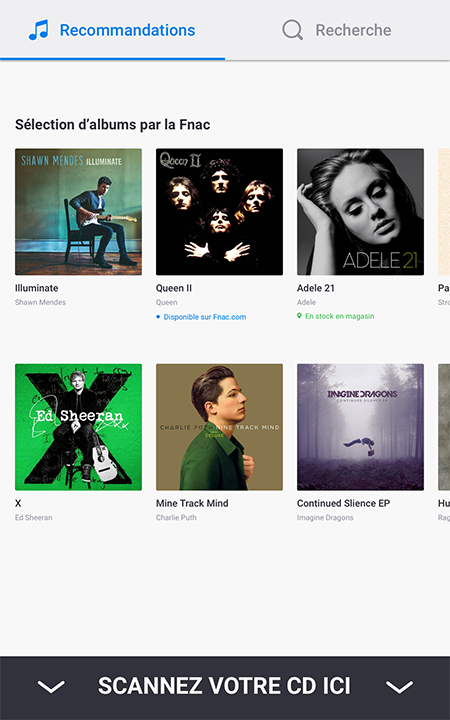 Recommandations
Recherche
Sélection d'albums par la Fnac
SHAWN MENDES ILLUMINATE
Queen II
ADELE 21
Illuminate
Queen II
Adele 21
Pa
Shawn Mendes
Queen
Adele
Stro
Disponible sur Fnac.com
En stock en magasin
Ed Sheeran
X
CHARLIE PUTH NINE TRACK MIND
DELUXE
IMAGINE DRAGONS
CONTINUED SILENCE EP
X
Mine Track Mind
Continued Slience EP
Hu
Ed Sheeran
Charlie Puth
Imagine Dragons
Rag
SCANNEZ VOTRE CD ICI